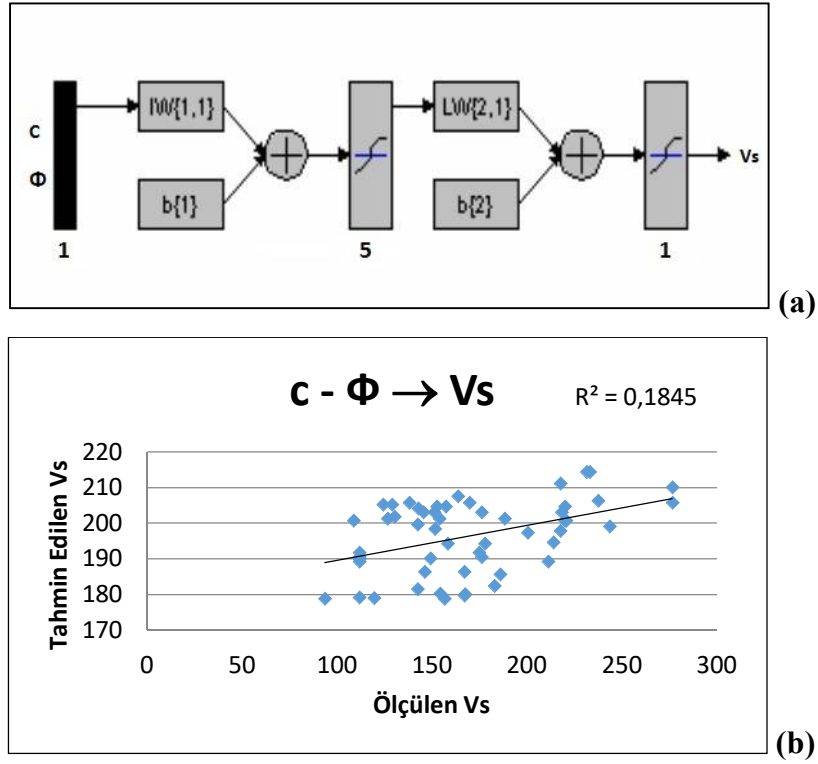 c
Φ
1
IW{1,1}
b{1}
5
LW{2,1}
b{2}
1
Vs
(a)
c - Φ → Vs
R² = 0,1845
Tahmin Edilen Vs
220
210
200
190
180
170
0 50 100 150 200 250 300
Ölçülen Vs
(b)